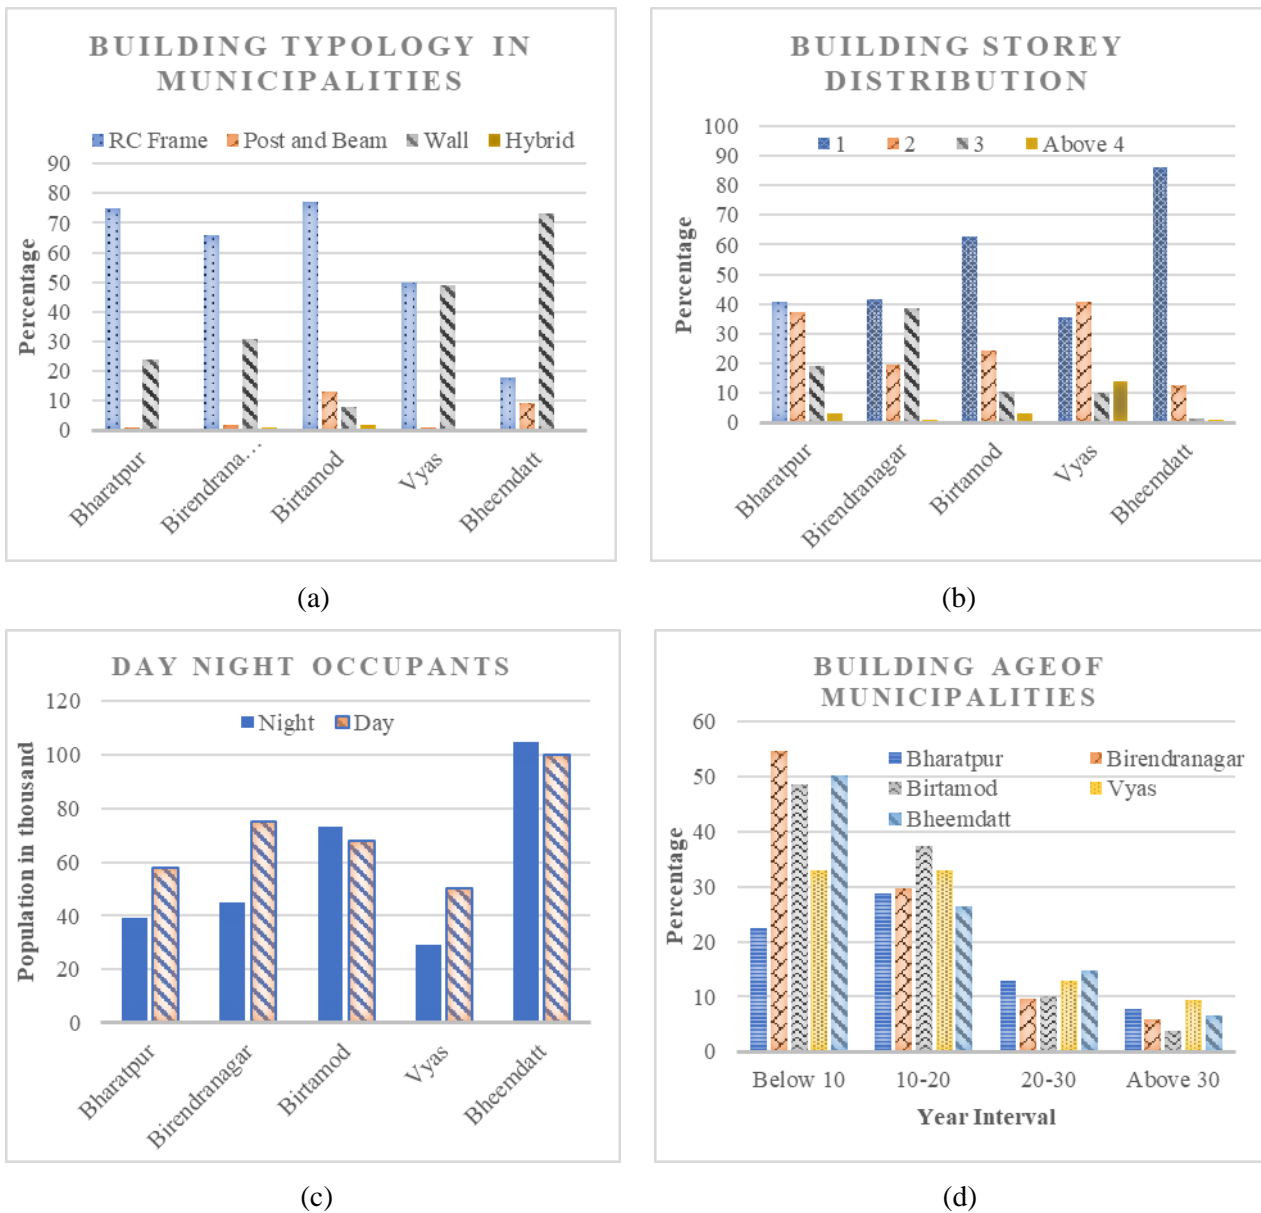 BUILDING TYPOLOGY IN
MUNICIPALITIES
RC Frame Post and Beam Wall Hybrid
90
80
70
60
50
40
30
20
10
0
Percentage
Bharatpur
Birendrana...
Birtamod
Vyas
Bheemdatt
(a)
BUILDING STOREY
DISTRIBUTION
1 2 3 Above 4
100
90
80
70
60
50
40
30
20
10
0
Percentage
Bharatpur
Birendranagar
Birtamod
Vyas
Bheemdatt
(b)
DAY NIGHT OCCUPANTS
Night Day
120
100
80
60
40
20
0
Population in thousand
Bharatpur
Birendranagar
Birtamod
Vyas
Bheemdatt
(c)
BUILDING AGEOF
MUNICIPALITIES
Bharatpur Birendranagar
Birtamod Vyas
Bheemdatt
60
50
40
30
20
10
0
Percentage
Below 10 10-20 20-30 Above 30
Year Interval
(d)